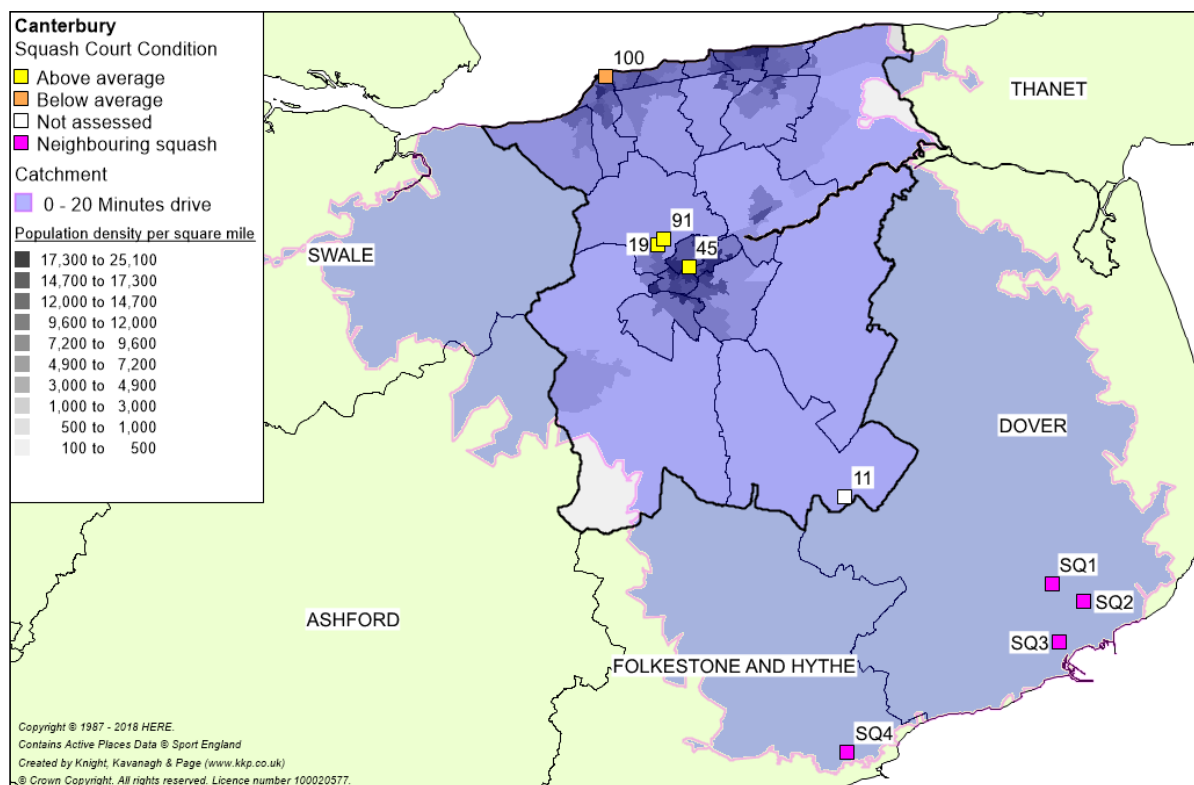 Canterbury
Squash Court Condition
Above average
Below average
Not assessed
Neighbouring squash
Catchment
0 - 20 Minutes drive
Population density per square mile
17,300 to 25,100
14,700 to 17,300
12,000 to 14,700
9,600 to 12,000
7,200 to 9,600
4,900 to 7,200
3,000 to 4,900
1,000 to 3,000
500 to 1,000
100 to 500
100
THANET
91
19
45
SWALE
DOVER
11
SQ1
SQ2
ASHFORD
SQ3
FOLKESTONE AND HYTHE
SQ4
Copyright © 1987 - 2018 HERE.
Contains Active Places Data © Sport England
Created by Knight, Kavanagh & Page (www.kkp.co.uk)
© Crown Copyright. All rights reserved. Licence number 100020577.